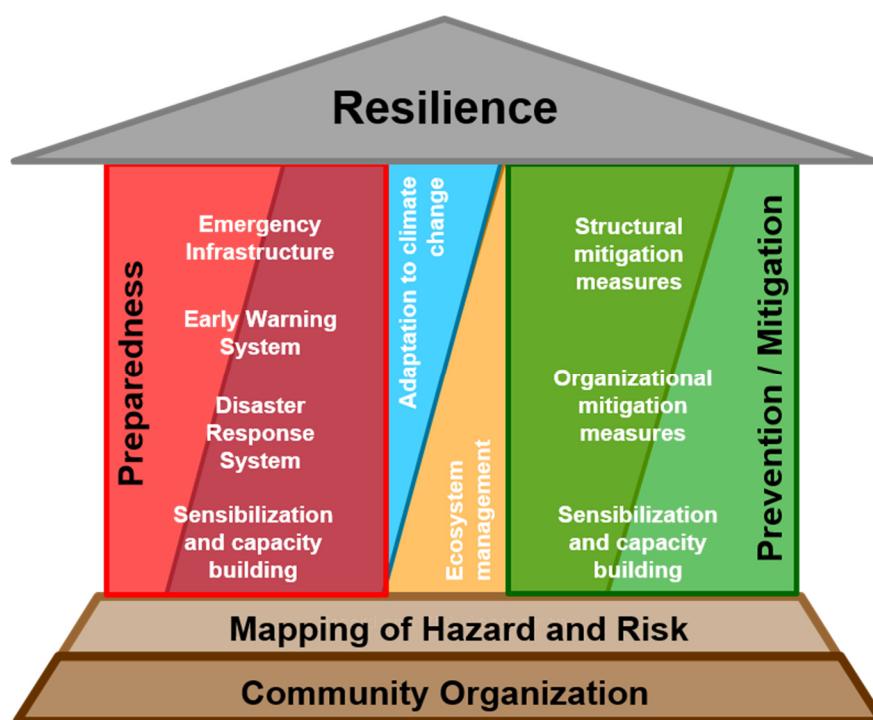 Resilience
Preparedness
Emergency
Infrastructure
Early Warning
System
Disaster
Response
System
Sensibilization
and capacity
building
Adaptation to climate
change
Ecosystem
management
Structural
mitigation
measures
Organizational
mitigation
measures
Sensibilization
and capacity
building
Prevention / Mitigation
Mapping of Hazard and Risk
Community Organization